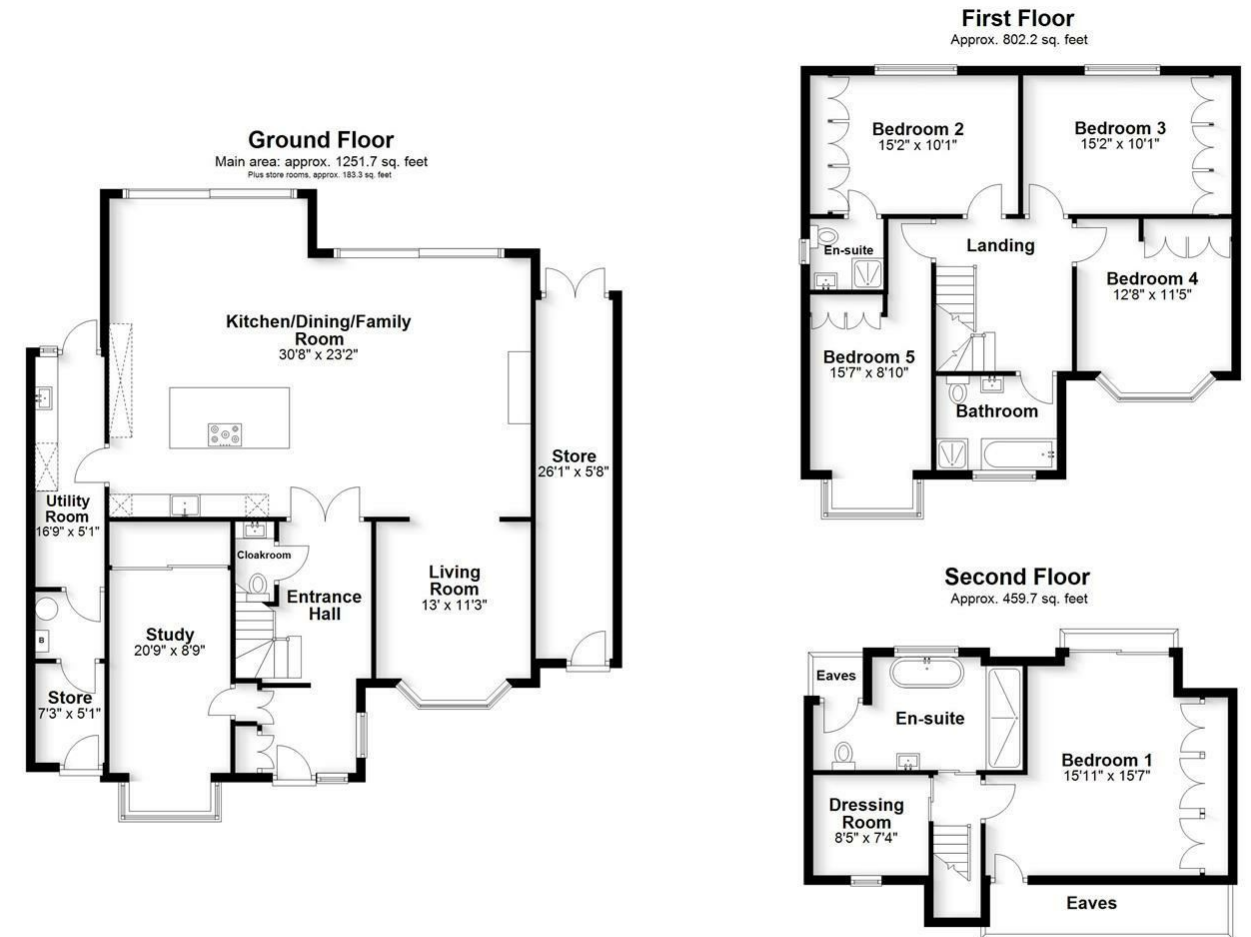 Ground Floor
Main area: approx. 1251.7 sq. feet
Plus store rooms, approx. 183.3 sq. feet
Kitchen/Dining/Family
Room
30'8" x 23'2"
Store
26'1" x 5'8"
Utility
Room
16'9" x 5'1"
Cloakroom
Entrance
Hall
Living
Room
13' x 11'3"
Study
20'9" x 8'9"
B
Store
7'3" x 5'1"
First Floor
Approx. 802.2 sq. feet
Bedroom 2
15'2" x 10'1"
Bedroom 3
15'2" x 10'1"
En-suite
Landing
Bedroom 4
12'8" x 11'5"
Bedroom 5
15'7" x 8'10"
Bathroom
Second Floor
Approx. 459.7 sq. feet
Eaves
En-suite
Bedroom 1
15'11" x 15'7"
Dressing
Room
8'5" x 7'4"
Eaves